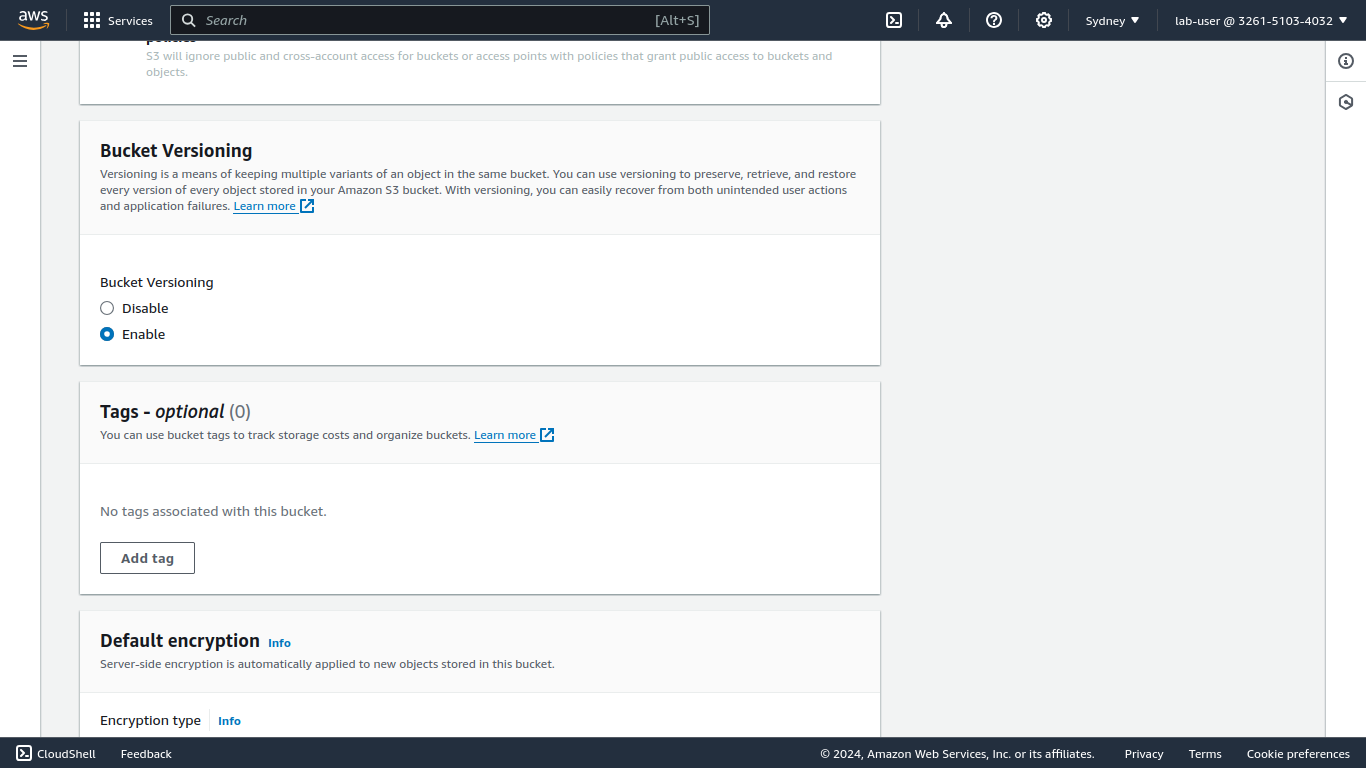 aws
Services
Search
[Alt+S]
Sydney
lab-user @ 3261-5103-4032
policies
S3 will ignore public and cross-account access for buckets or access points with policies that grant public access to buckets and
objects.
Bucket Versioning
Versioning is a means of keeping multiple variants of an object in the same bucket. You can use versioning to preserve, retrieve, and restore
every version of every object stored in your Amazon S3 bucket. With versioning, you can easily recover from both unintended user actions
and application failures. Learn more
Bucket Versioning
Disable
Enable
Tags - optional (0)
You can use bucket tags to track storage costs and organize buckets. Learn more
No tags associated with this bucket.
Add tag
Default encryption Info
Server-side encryption is automatically applied to new objects stored in this bucket.
Encryption type Info
CloudShell
Feedback
© 2024, Amazon Web Services, Inc. or its affiliates.
Privacy
Terms
Cookie preferences